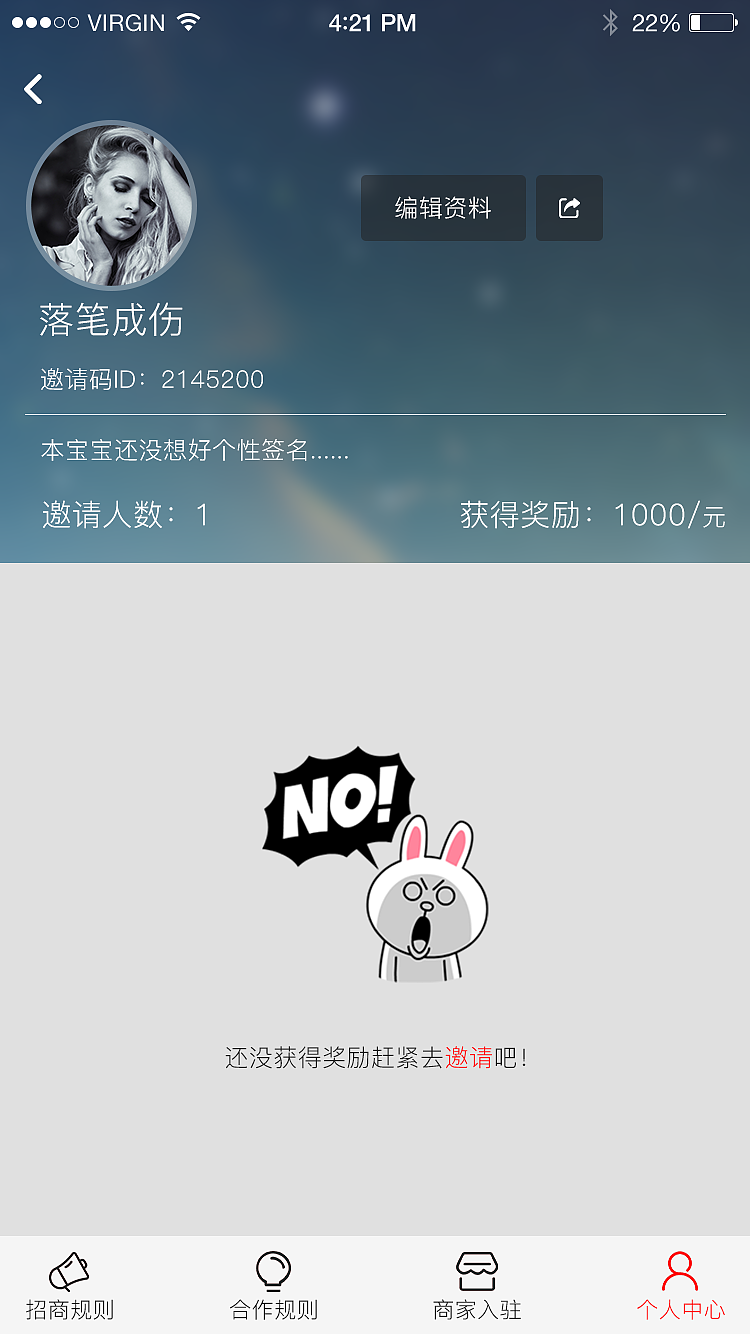 VIRGIN 4:21 PM 22%
编辑资料
落笔成伤
邀请码ID：2145200
本宝宝还没想好个性签名......
邀请人数：1 获得奖励：1000/元
NO!
还没获得奖励赶紧去邀请吧！
招商规则 合作规则 商家入驻 个人中心